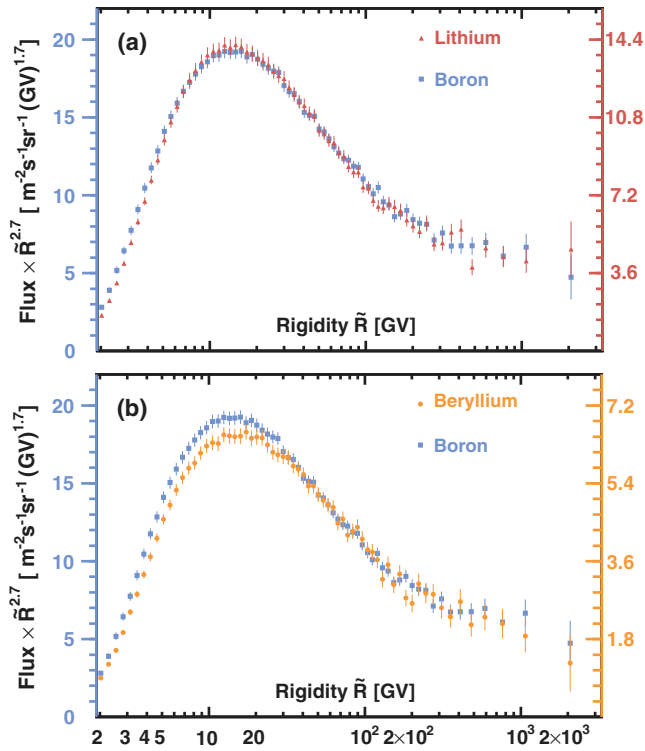 (a)
Lithium
Boron
20
15
10
5
0
14.4
10.8
7.2
3.6
Flux × R̃^2.7 [ m^-2s^-1sr^-1 (GV)^1.7]
Rigidity R̃ [GV]
(b)
Beryllium
Boron
20
15
10
5
0
7.2
5.4
3.6
1.8
Flux × R̃^2.7 [ m^-2s^-1sr^-1 (GV)^1.7]
Rigidity R̃ [GV]
2 3 4 5 10 20 10^2 2×10^2 10^3 2×10^3